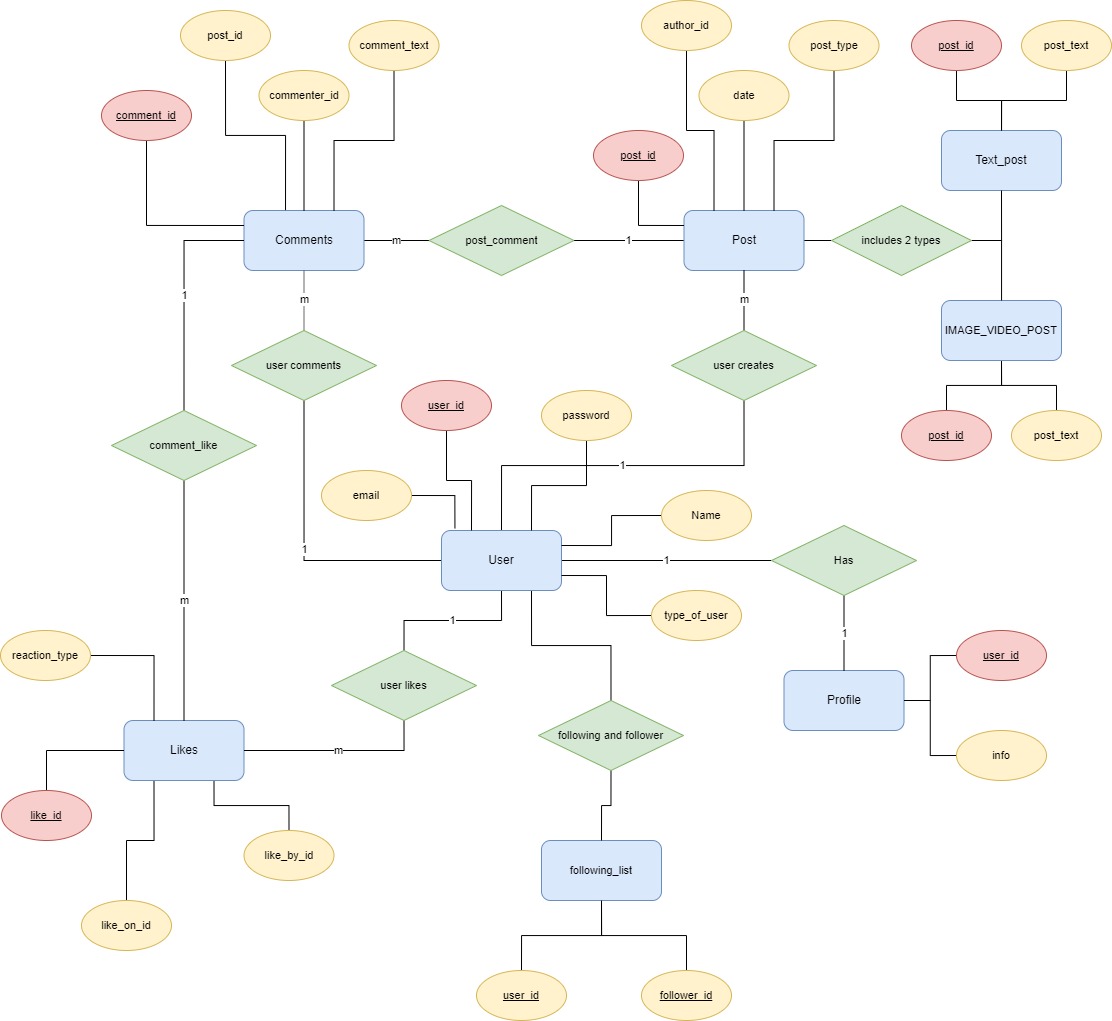 post_id
comment_text
author_id
post_type
post_id
post_text
commenter_id
date
comment_id
post_id
Text_post
Comments
m
post_comment
1
Post
includes 2 types
1
m
m
IMAGE_VIDEO_POST
user comments
user creates
user_id
password
post_id
post_text
comment_like
1
email
Name
1
User
1
Has
m
type_of_user
1
1
reaction_type
user_id
user likes
Profile
following and follower
Likes
m
info
like_id
like_by_id
following_list
like_on_id
user_id
follower_id